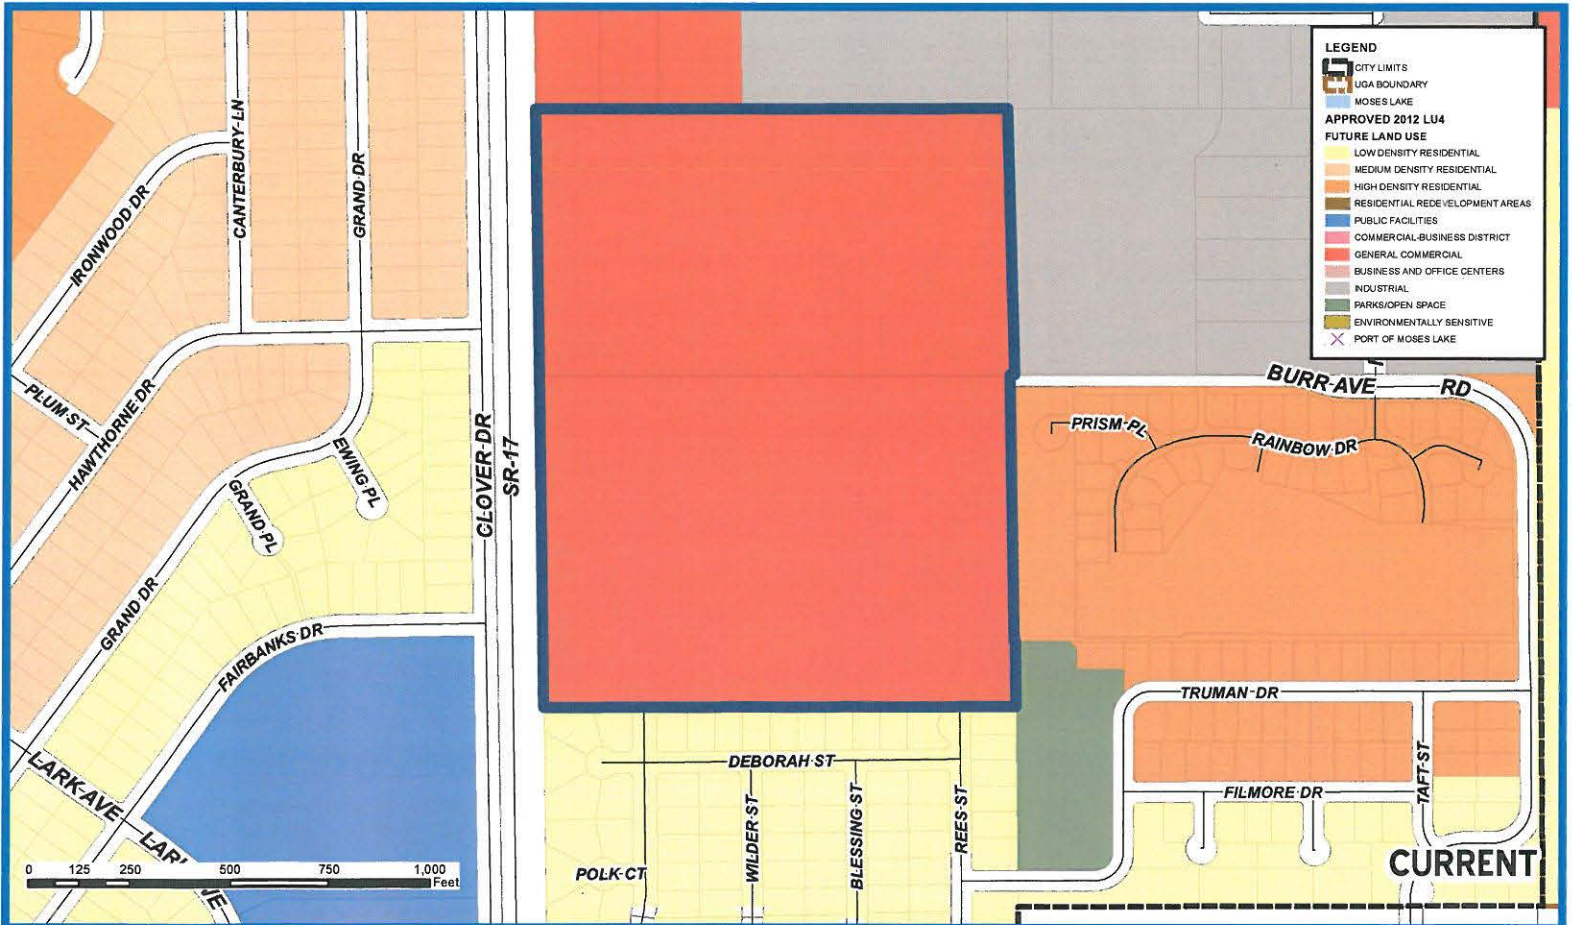 LEGEND
CITY LIMITS
UGA BOUNDARY
MOSES LAKE
APPROVED 2012 LU4
FUTURE LAND USE
LOW DENSITY RESIDENTIAL
MEDIUM DENSITY RESIDENTIAL
HIGH DENSITY RESIDENTIAL
RESIDENTIAL REDEVELOPMENT AREAS
PUBLIC FACILITIES
COMMERCIAL-BUSINESS DISTRICT
GENERAL COMMERCIAL
BUSINESS AND OFFICE CENTERS
INDUSTRIAL
PARKS/OPEN SPACE
ENVIRONMENTALLY SENSITIVE
PORT OF MOSES LAKE
IRONWOOD DR
CANTERBURY LN
GRAND DR
PLUM ST
HAWTHORNE DR
EWING PL
GRAND PL
CLOVER DR
SR-17
GRAND DR
FAIRBANKS DR
LARK AVE
BURR AVE
RD
PRISM PL
RAINBOW DR
TRUMAN DR
TAFT ST
FILMORE DR
DEBORAH ST
WILDER ST
BLESSING ST
REES ST
POLK CT
0 125 250 500 750 1,000
Feet
CURRENT